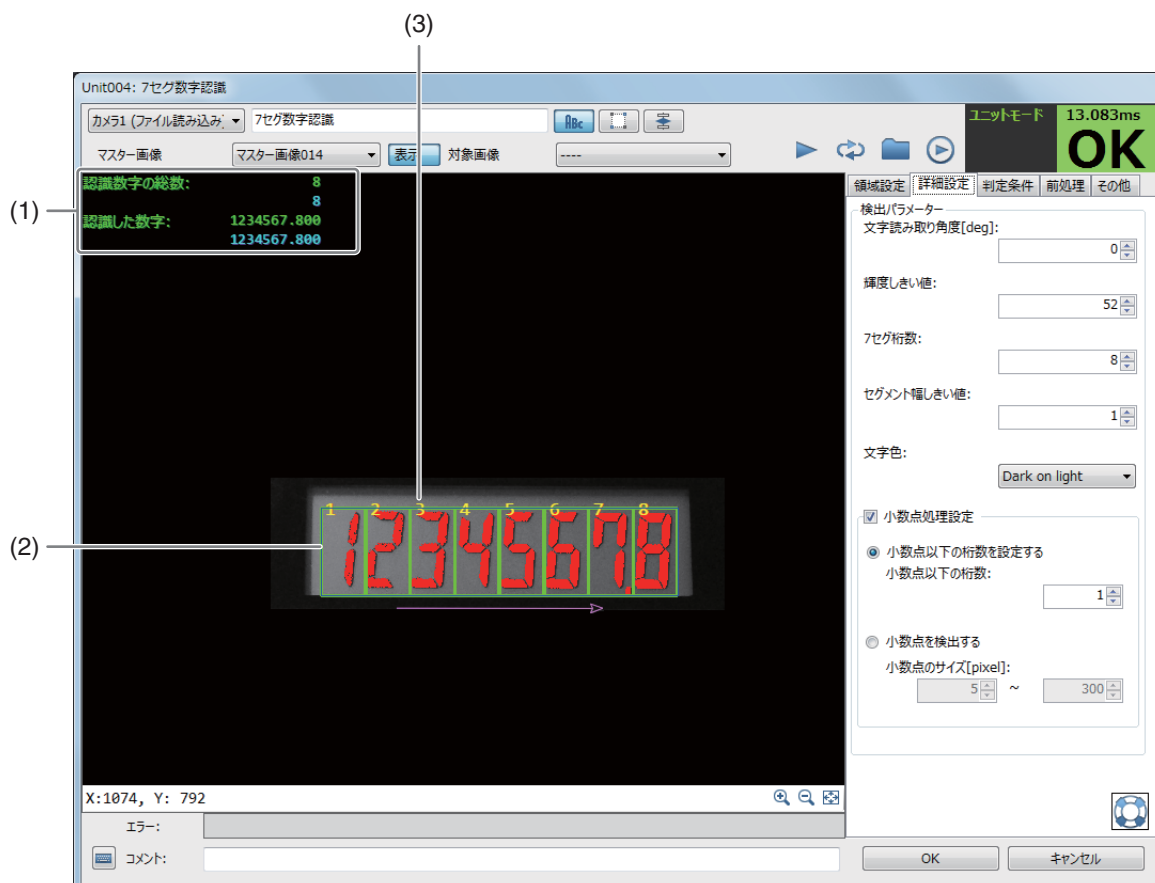 (3)
Unit004: 7セグ数字認識
カメラ1 (ファイル読み込み) 7セグ数字認識 ABC
ユニットモード 13.083ms
OK
マスター画像 マスター画像014 表示 対象画像 ----
(1)
認識数字の総数: 8
8
認識した数字: 1234567.800
1234567.800
領域設定 詳細設定 判定条件 前処理 その他
検出パラメーター
文字読み取り角度[deg]:
0
輝度しきい値:
52
7セグ桁数:
8
セグメント幅しきい値:
1
文字色:
Dark on light
小数点処理設定
小数点以下の桁数を設定する
小数点以下の桁数:
1
小数点を検出する
小数点のサイズ[pixel]:
5 ~ 300
(2)
1 2 3 4 5 6 7 8
1234567.8
X:1074, Y: 792
エラー:
コメント:
OK キャンセル